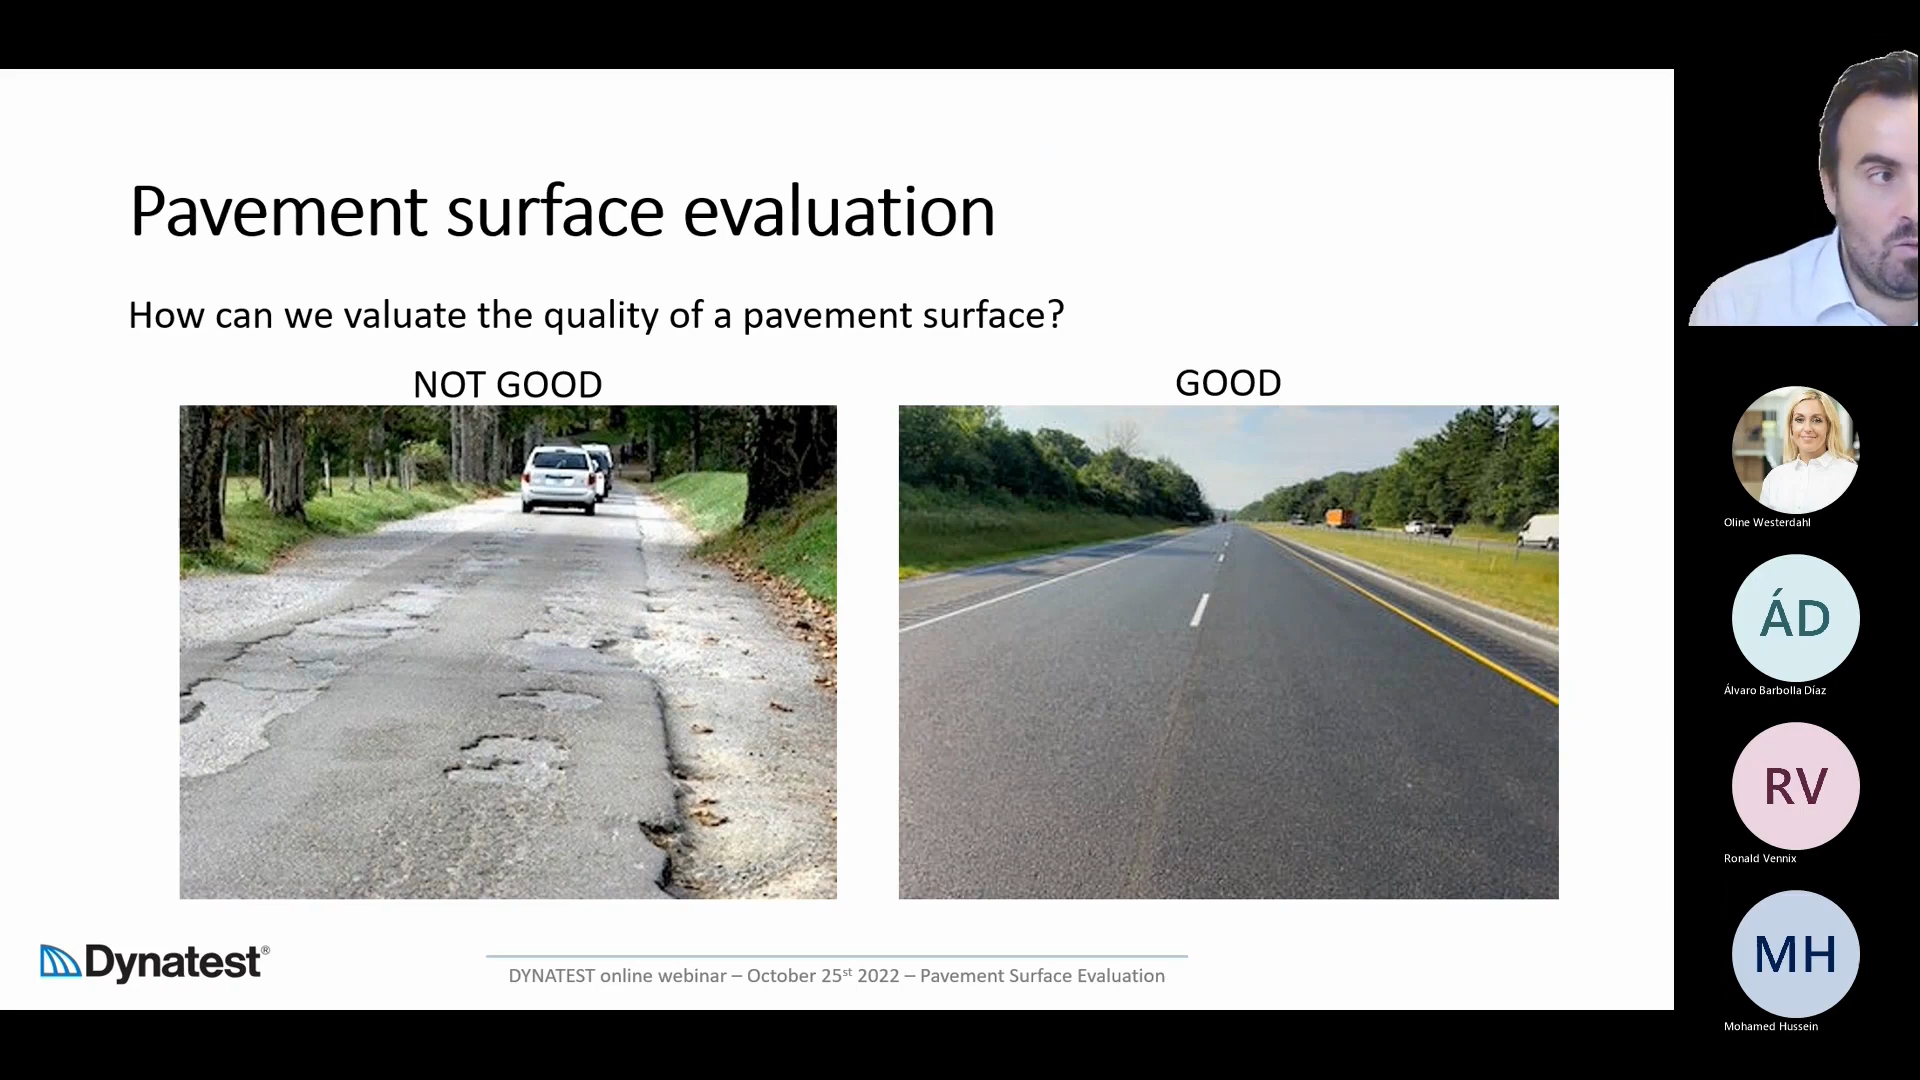 Pavement surface evaluation
How can we valuate the quality of a pavement surface?
NOT GOOD
GOOD
Dynatest®
DYNATEST online webinar – October 25st 2022 – Pavement Surface Evaluation
Oline Westerdahl
ÁD
Álvaro Barbolla Díaz
RV
Ronald Vennix
MH
Mohamed Hussein